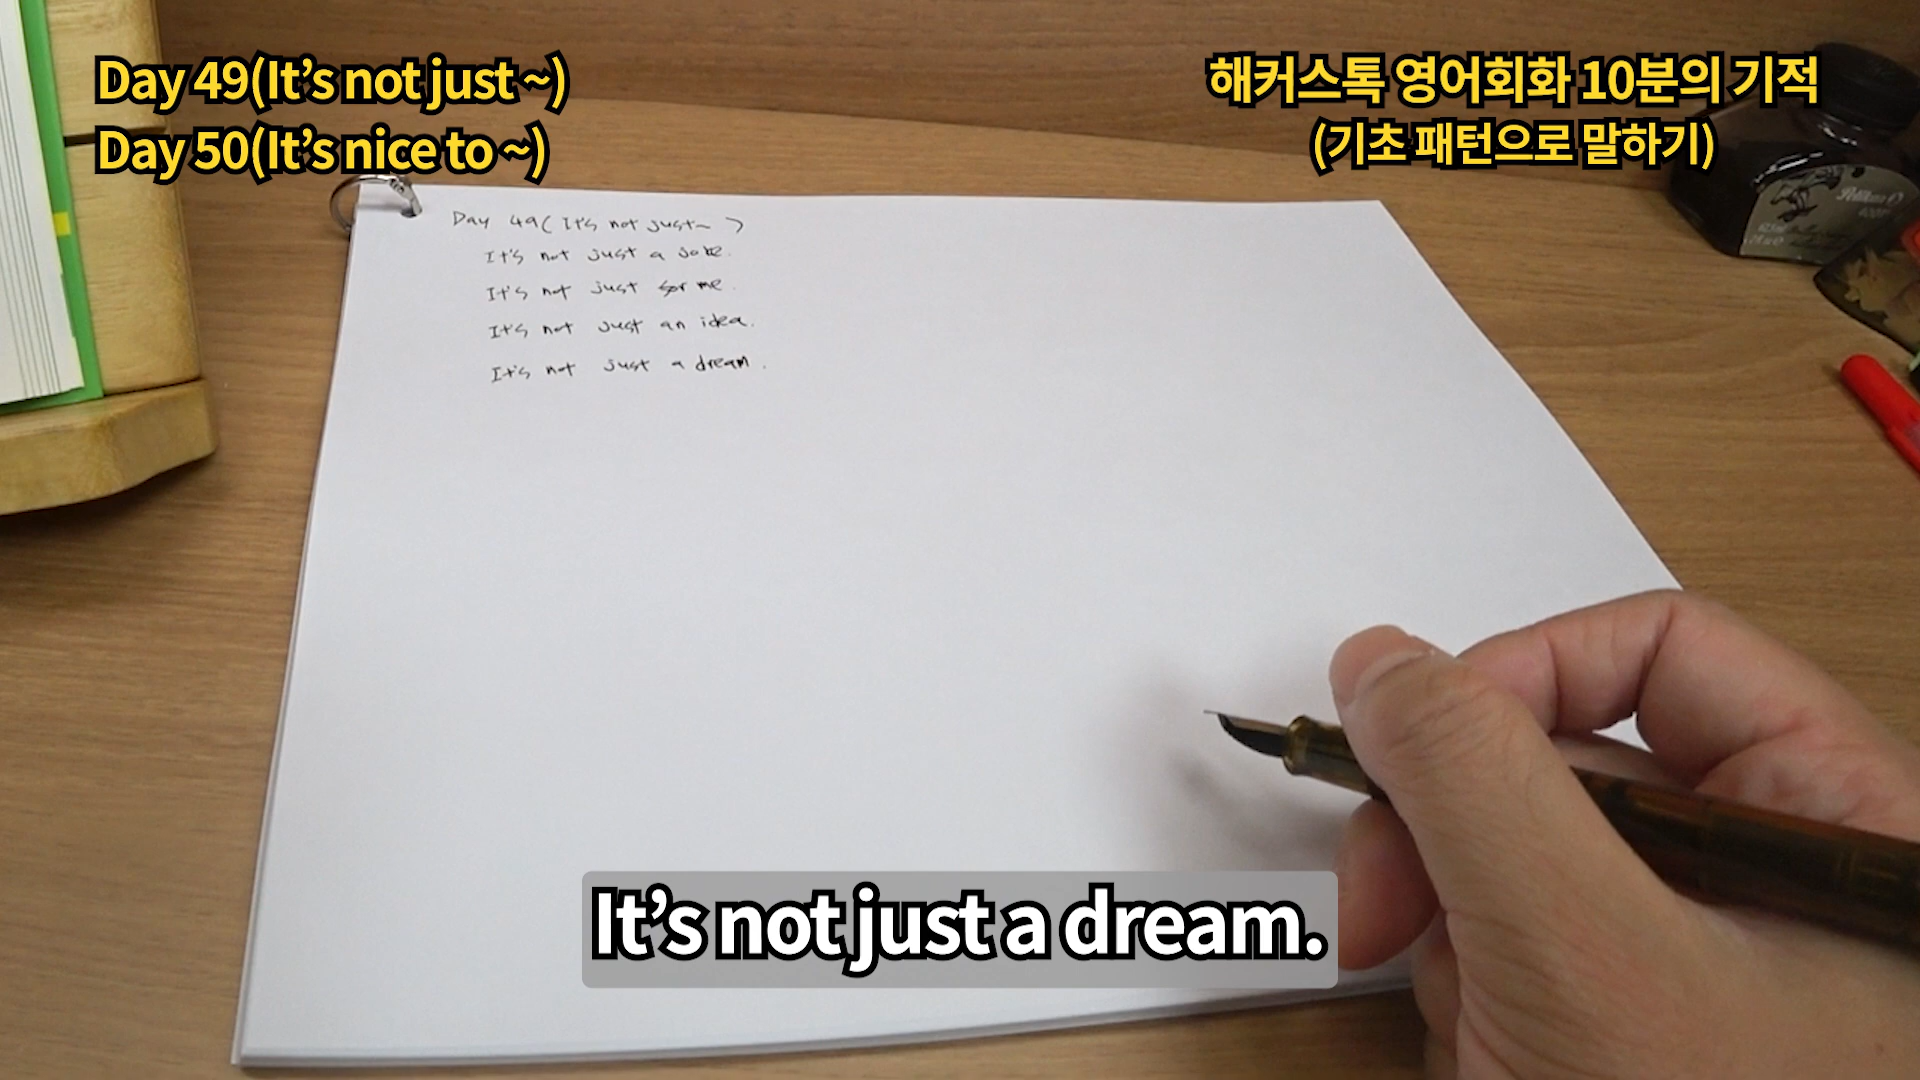 Day 49(It's not just ~)
Day 50(It's nice to ~)
해커스톡 영어회화 10분의 기적
(기초 패턴으로 말하기)
Pelikan
4001
Day 49( It's not just~ )
It's not just a joke.
It's not just for me.
It's not just an idea.
It's not just a dream.
It's not just a dream.